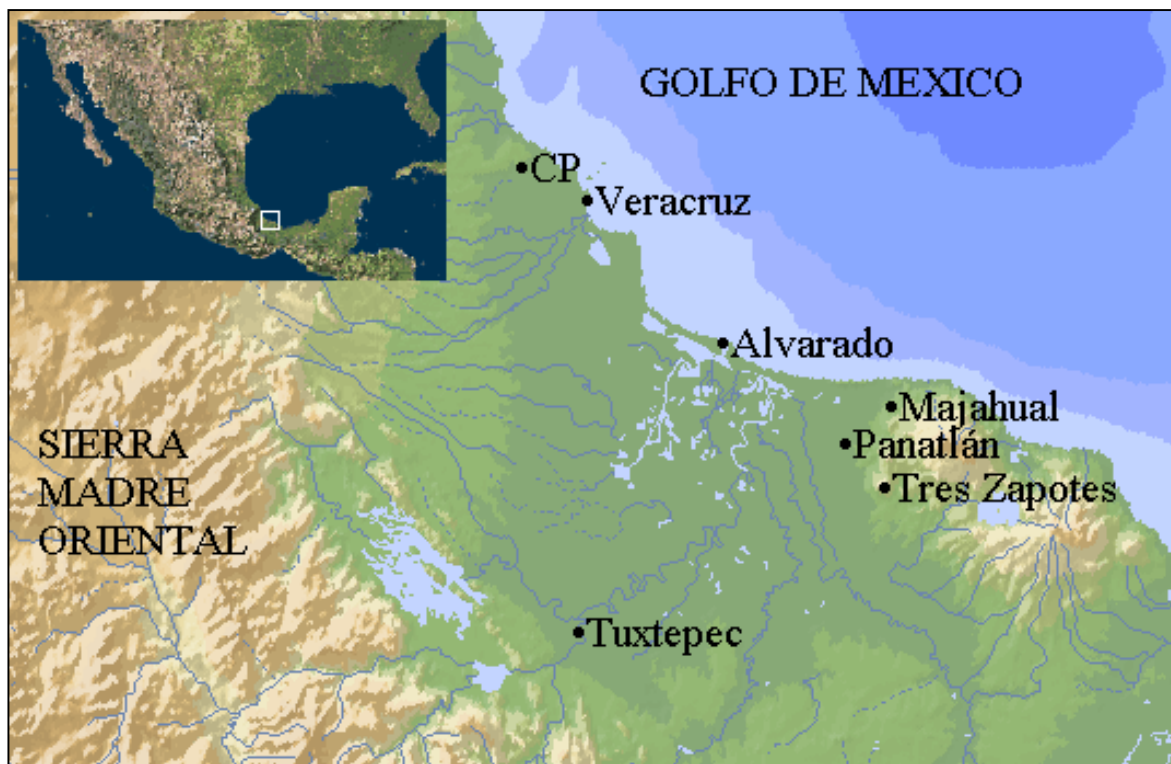 GOLFO DE MEXICO
CP
Veracruz
Alvarado
Majahual
Panatlán
Tres Zapotes
SIERRA
MADRE
ORIENTAL
Tuxtepec